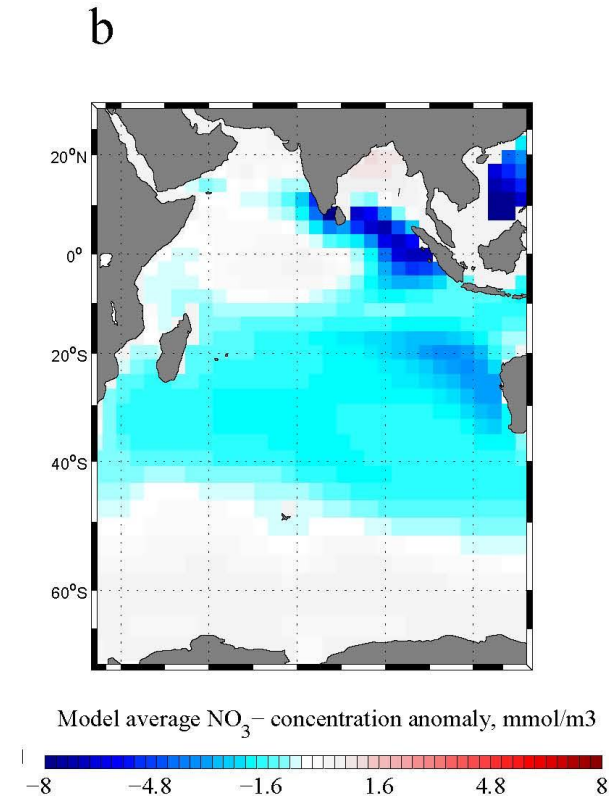 b
20°N
0°
20°S
40°S
60°S
Model average NO₃− concentration anomaly, mmol/m3
−8 −4.8 −1.6 1.6 4.8 8